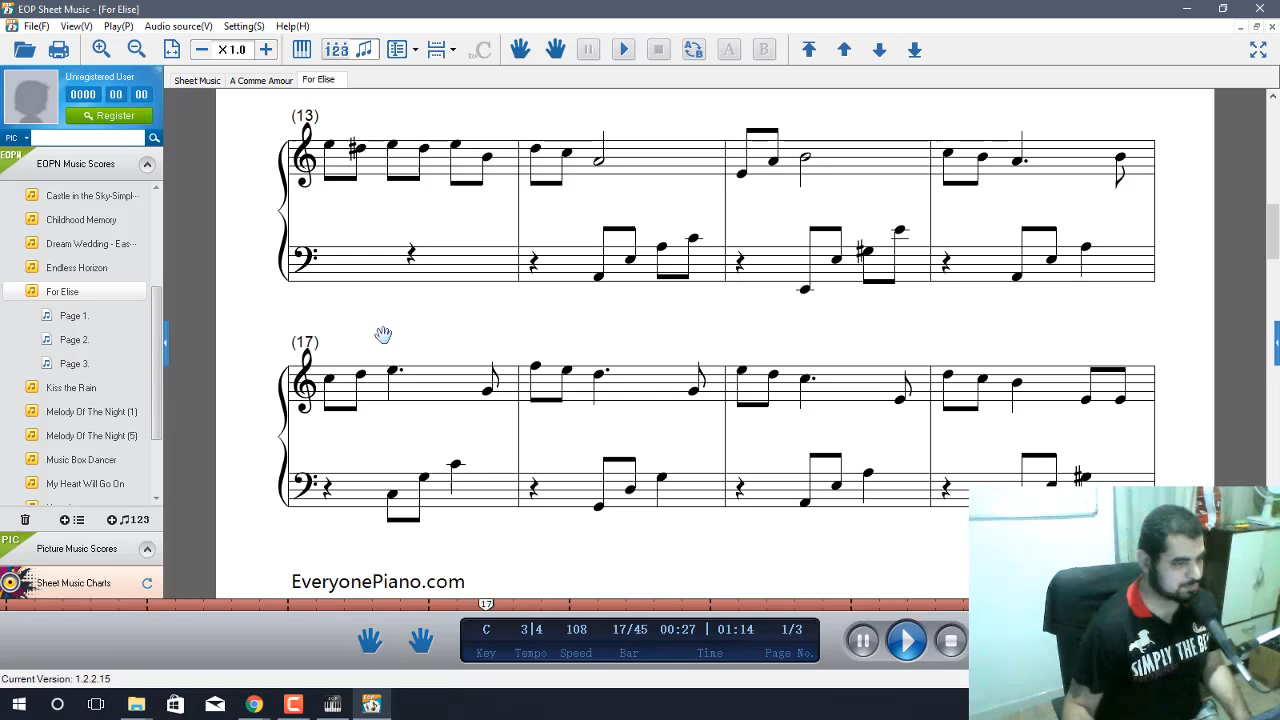 EOP Sheet Music - [For Elise]
File(F) View(V) Play(P) Audio source(V) Setting(S) Help(H)
X 1.0
123
to C
A B
Unregistered User
0000 00 00
Register
Sheet Music A Comme Amour For Elise
PIC
EOPN EOPN Music Scores
Castle in the Sky-Simpl···
Childhood Memory
Dream Wedding - Eas···
Endless Horizon
For Elise
Page 1.
Page 2.
Page 3.
Kiss the Rain
Melody Of The Night (1)
Melody Of The Night (5)
Music Box Dancer
My Heart Will Go On
123
PIC Picture Music Scores
Sheet Music Charts
(13)
(17)
EveryonePiano.com
17
C 3|4 108 17/45 00:27 | 01:14 1/3
Key Tempo Speed Bar Time Page No.
Current Version: 1.2.2.15
SIMPLY THE BE